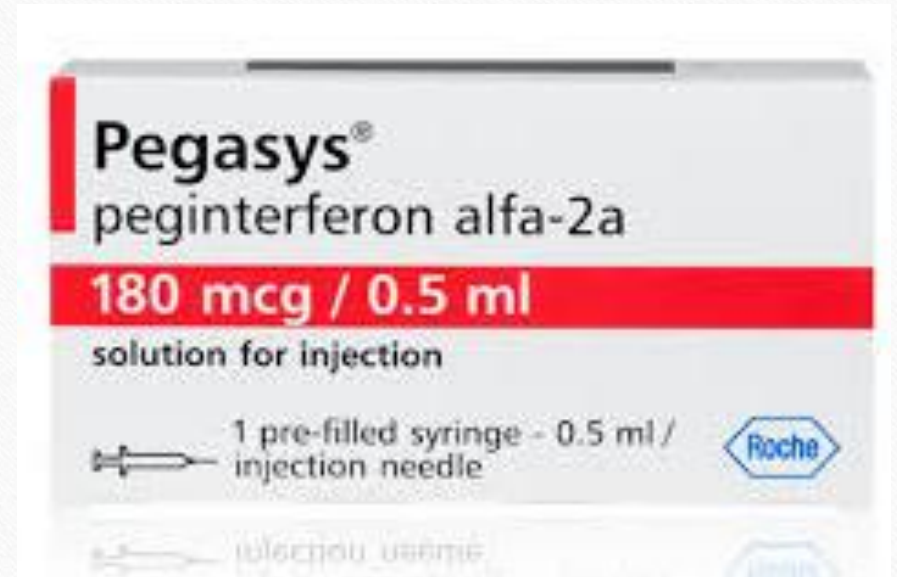 Pegasys®
peginterferon alfa-2a
180 mcg / 0.5 ml
solution for injection
1 pre-filled syringe - 0.5 ml /
injection needle
Roche